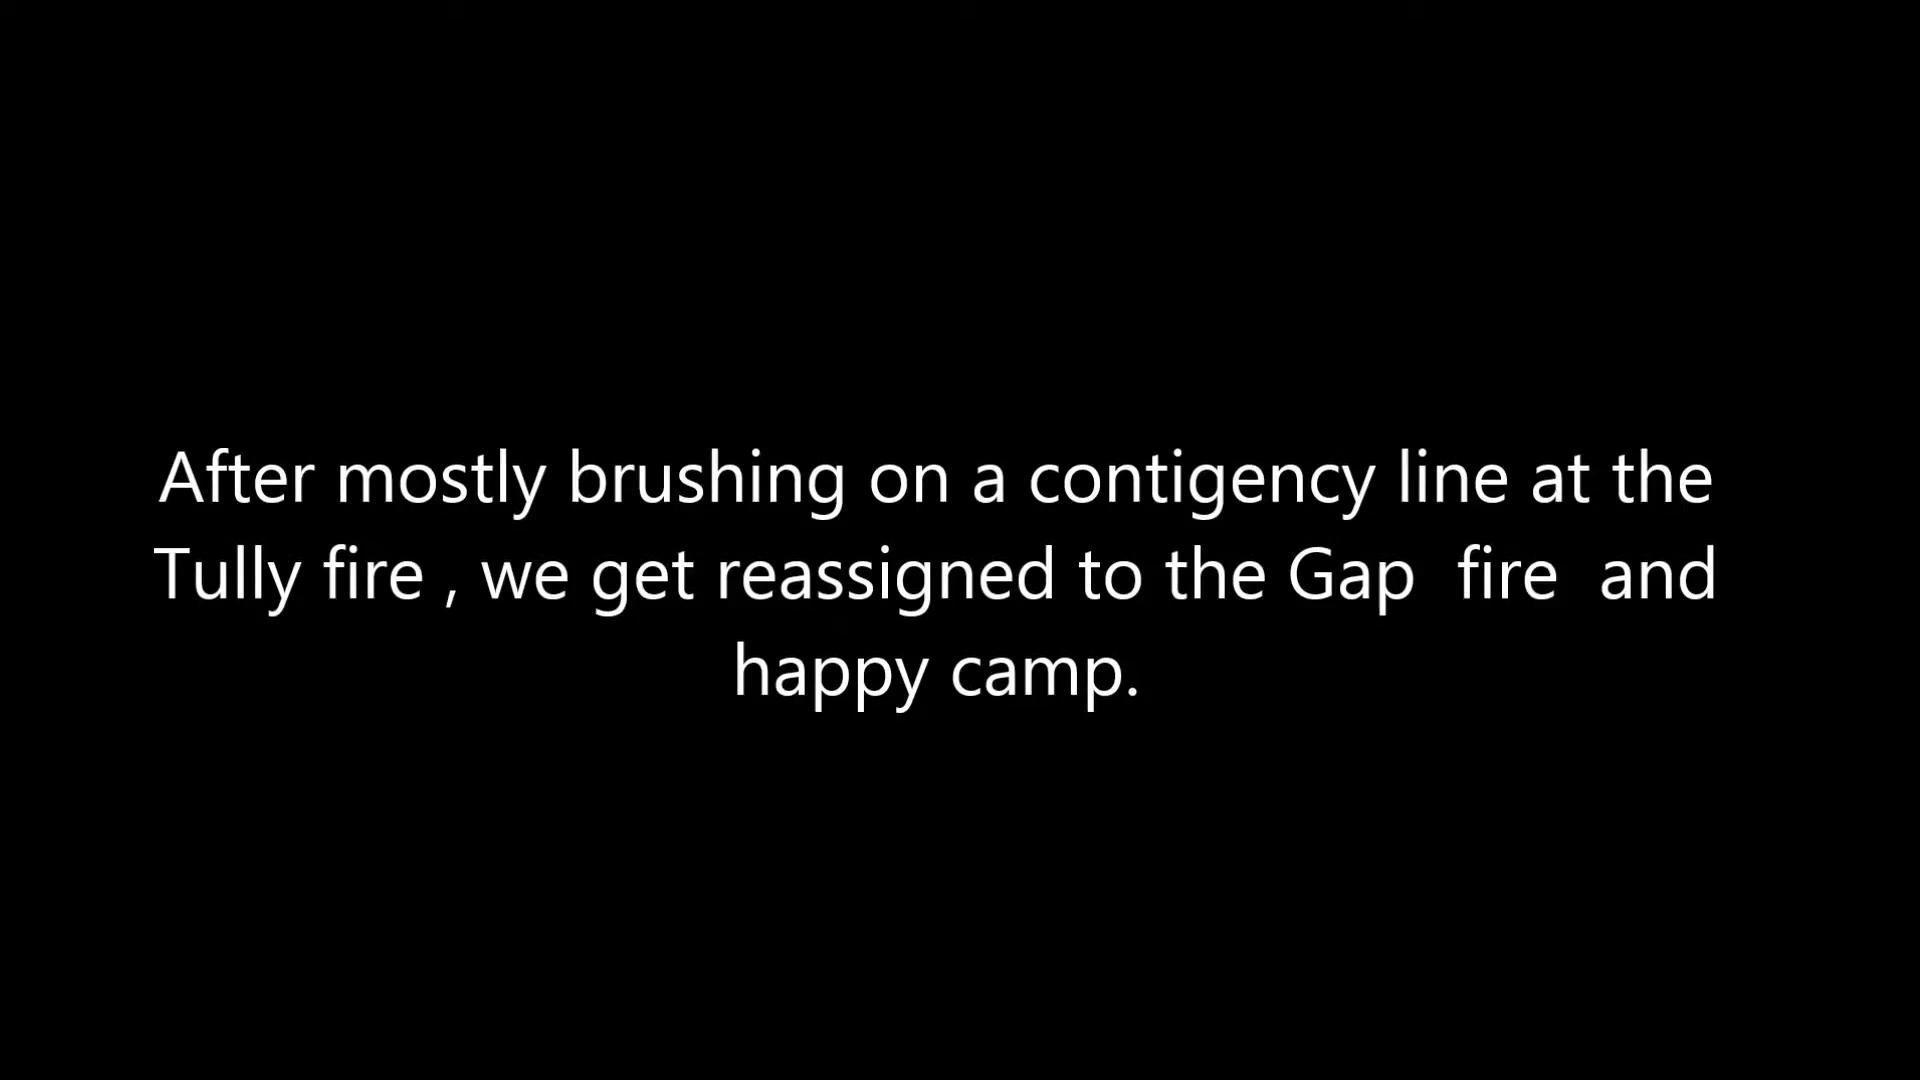 After mostly brushing on a contigency line at the
Tully fire , we get reassigned to the Gap  fire  and
happy camp.